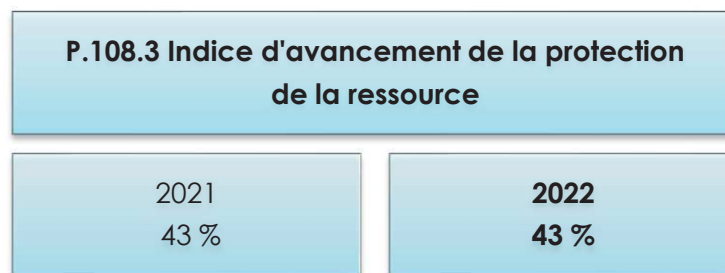 P.108.3 Indice d'avancement de la protection
de la ressource
2021
43 %
2022
43 %